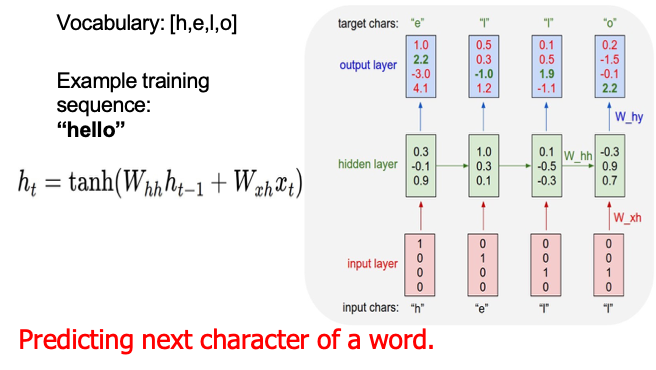 Vocabulary: [h,e,l,o]
Example training
sequence:
“hello”
h_t = tanh(W_{hh}h_{t−1} + W_{xh}x_t)
target chars: “e” “l” “l” “o”
output layer
1.0 0.5 0.1 0.2
2.2 0.3 0.5 -1.5
-3.0 -1.0 1.9 -0.1
4.1 1.2 -1.1 2.2
W_hy
hidden layer
0.3 1.0 0.1 W_hh -0.3
-0.1 0.3 -0.5 0.9
0.9 0.1 -0.3 0.7
W_xh
input layer
1 0 0 0
0 1 0 0
0 0 1 1
0 0 0 0
input chars: “h” “e” “l” “l”
Predicting next character of a word.